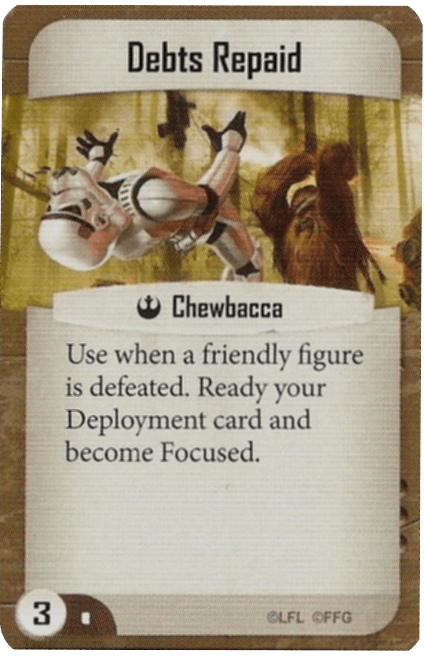 Debts Repaid
Chewbacca
Use when a friendly figure
is defeated. Ready your
Deployment card and
become Focused.
3
©LFL ©FFG